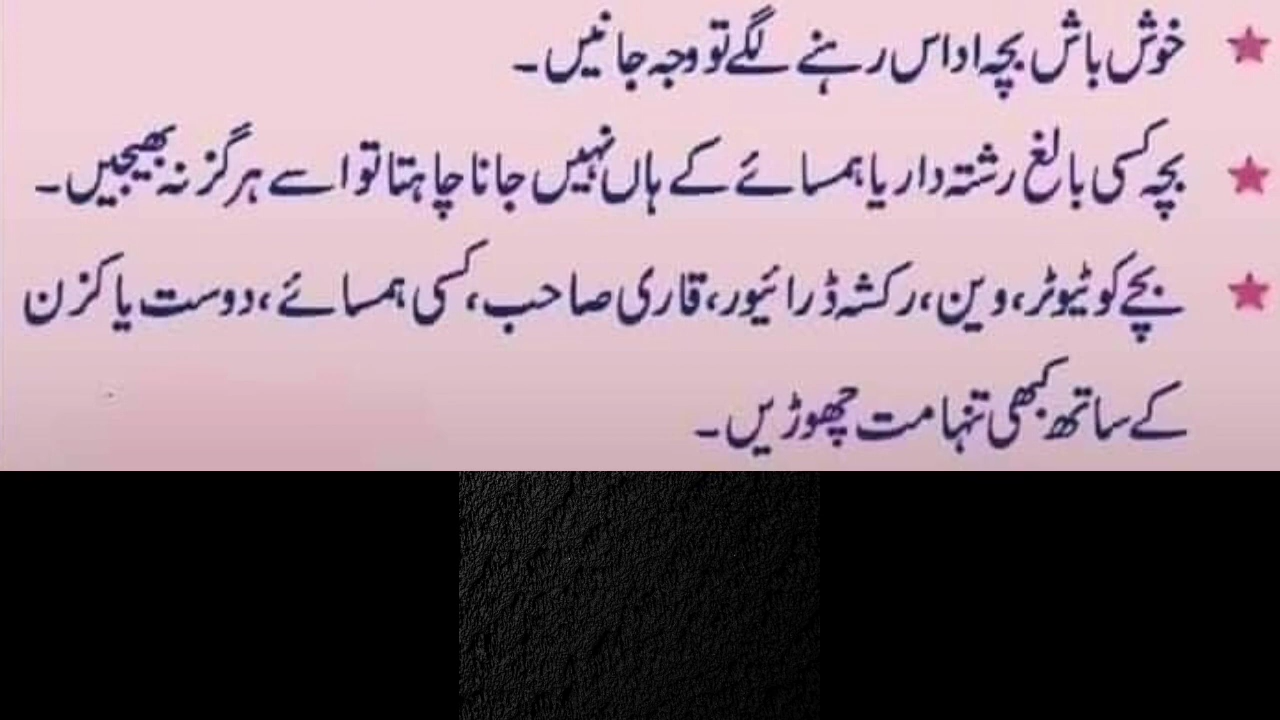 خوش باش بچہ اداس رہنے لگے تو وجہ جانیں۔
بچہ کسی بالغ رشتہ دار یا ہمسائے کے ہاں نہیں جانا چاہتا تو اسے ہرگز نہ بھیجیں۔
بچے کو ٹیوٹر، وین، رکشہ ڈرائیور، قاری صاحب، کسی ہمسائے، دوست یا کزن
کے ساتھ کبھی تنہا مت چھوڑیں۔